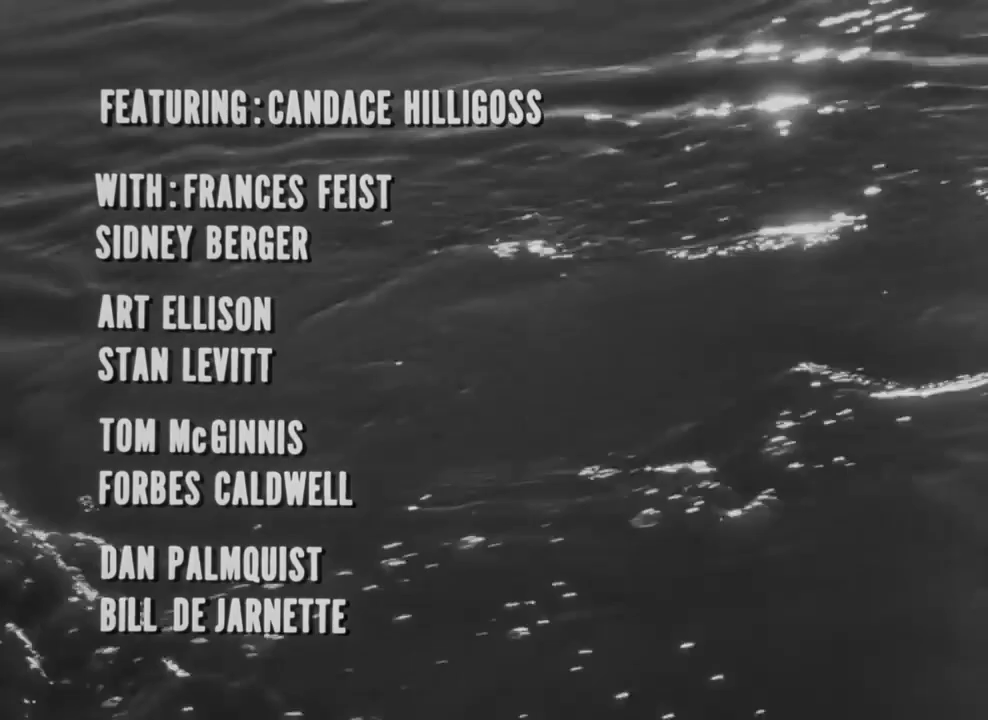 FEATURING: CANDACE HILLIGOSS
WITH: FRANCES FEIST
SIDNEY BERGER
ART ELLISON
STAN LEVITT
TOM McGINNIS
FORBES CALDWELL
DAN PALMQUIST
BILL DE JARNETTE